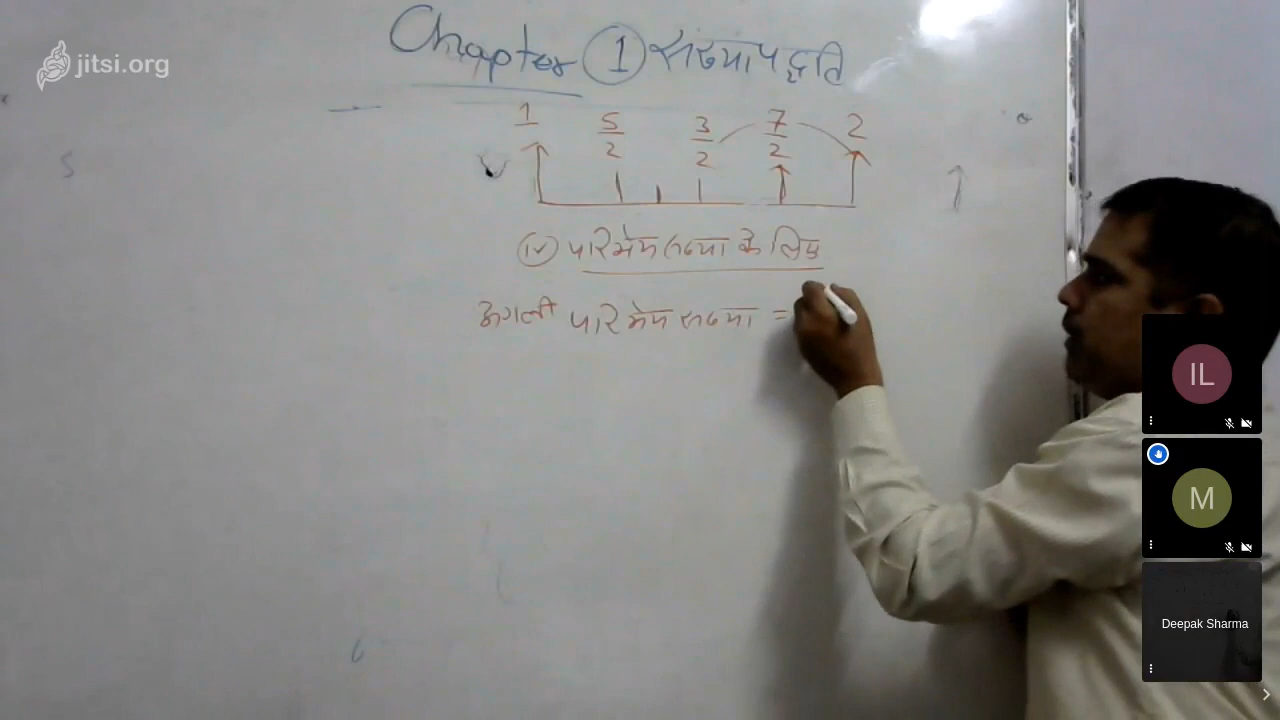 jitsi.org
Chapter 1 संख्या पद्धति
1 5/2 3/2 7/2 2
(iv) परिमेय संख्या के लिए
अगली परिमेय संख्या =
IL
M
Deepak Sharma